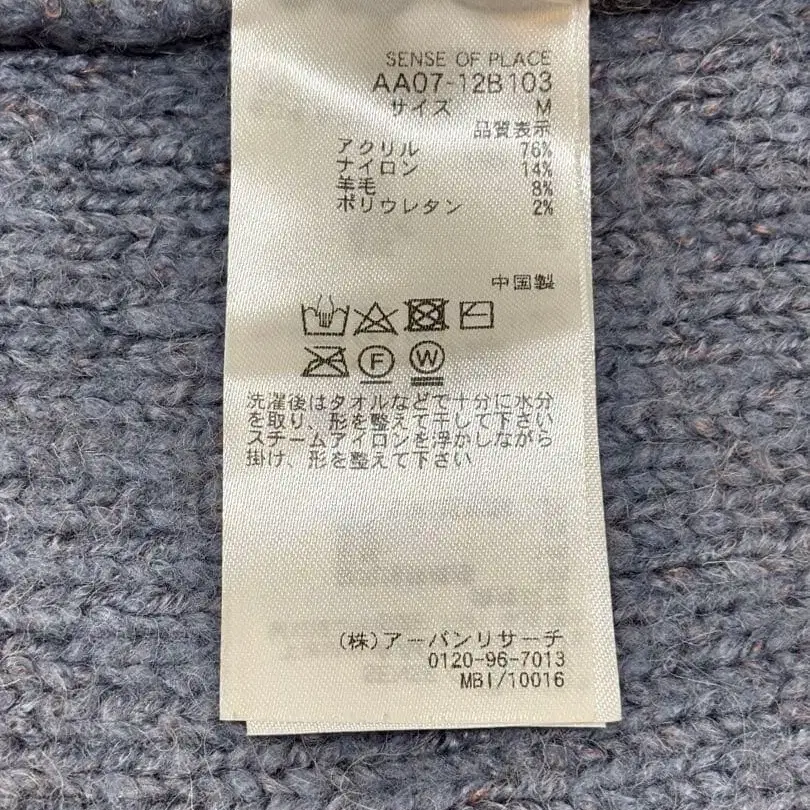 SENSE OF PLACE
AA07-12B103
サイズ M
品質表示
アクリル 76%
ナイロン 14%
羊毛 8%
ポリウレタン 2%
中国製
F W
洗濯後はタオルなどで十分に水分
を取り、形を整えて干して下さい
スチームアイロンを浮かしながら
掛け、形を整えて下さい
(株)アーバンリサーチ
0120-96-7013
MBI/10016